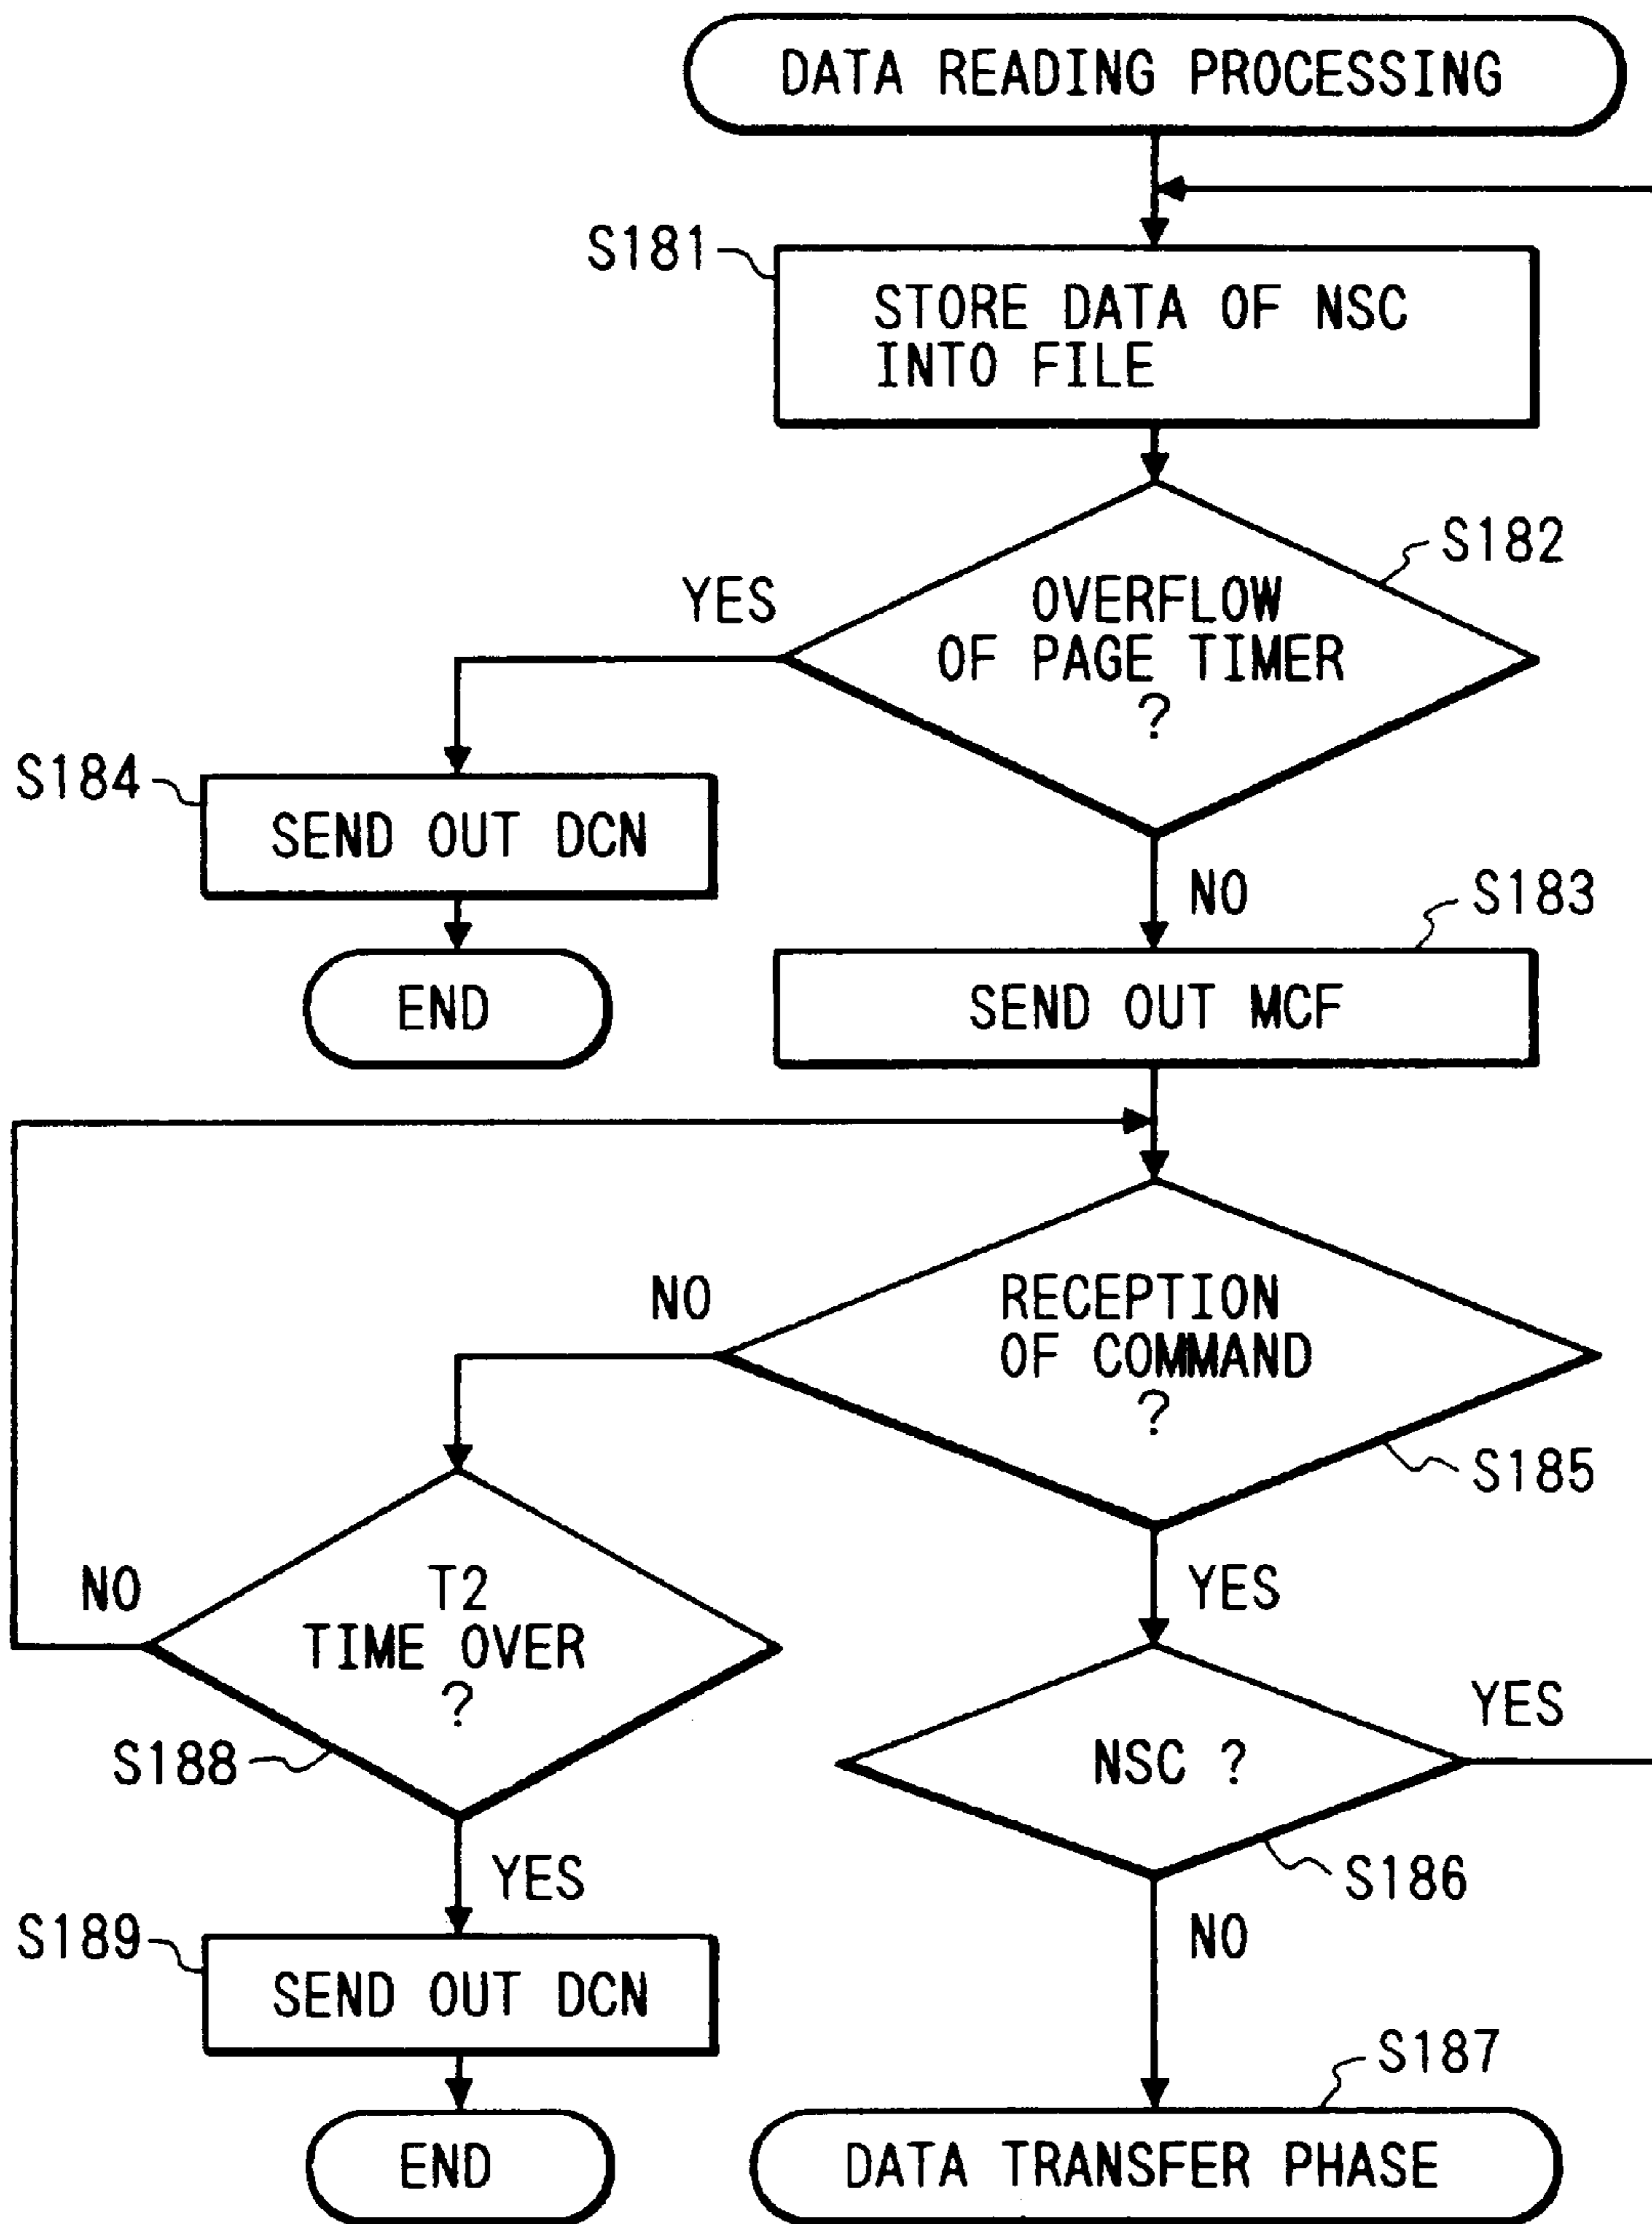 DATA READING PROCESSING
S181
STORE DATA OF NSC
INTO FILE
S182
YES
OVERFLOW
OF PAGE TIMER
?
S184
SEND OUT DCN
NO
S183
END
SEND OUT MCF
NO
RECEPTION
OF COMMAND
?
S185
NO
T2
TIME OVER
?
YES
S188
NSC ?
YES
S186
YES
S189
SEND OUT DCN
NO
S187
END
DATA TRANSFER PHASE